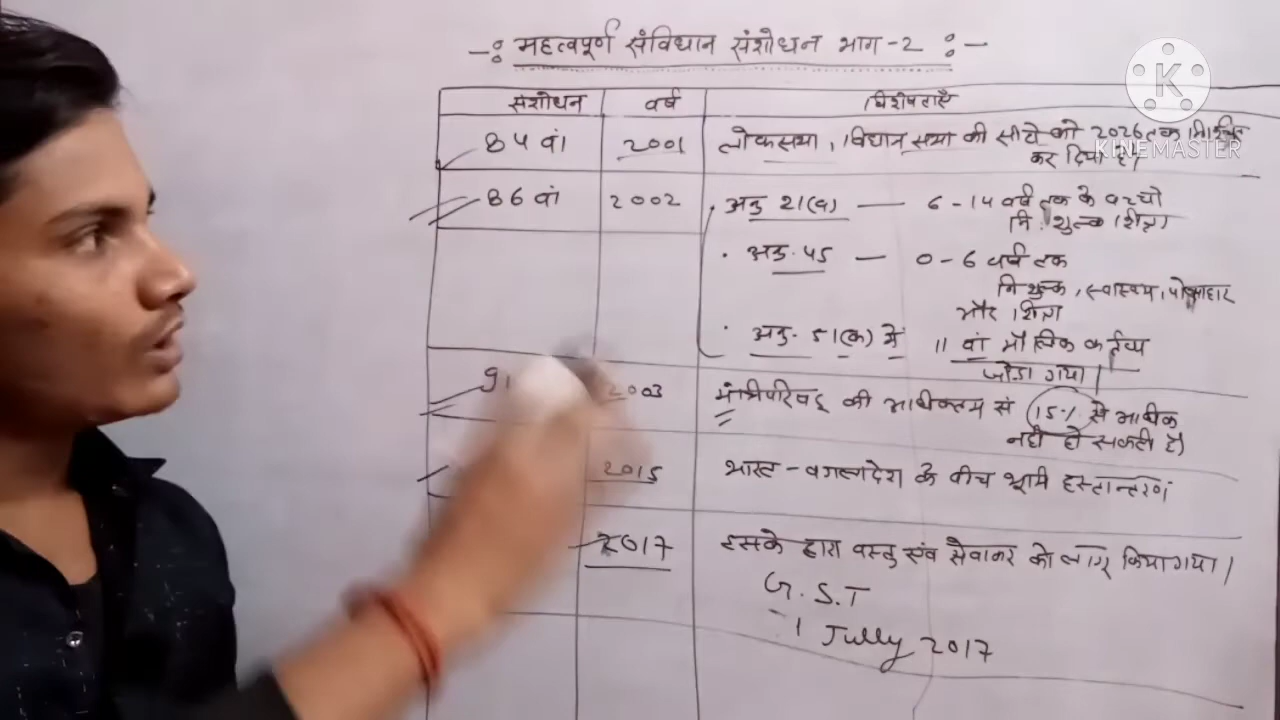 -: महत्वपूर्ण संविधान संशोधन भाग-2 :-
संशोधन वर्ष विशेषताएँ
84 वां 2001 लोकसभा, विधान सभा की सीटो को 2026 तक
कर दिया है।
86 वां 2002 अनु 21(क) — 6-14 वर्ष तक के बच्चो
नि:शुल्क शिक्षा
• अनु. 45 — 0-6 वर्ष तक
निशुल्क, स्वास्थय, पोषाहार
और शिक्षा
• अनु. 51(क) में 11 वां मौलिक कर्तव्य
जोडा गया।
91 2003 मंत्रिपरिषद् की अधिकतम सं 15% से अधिक
नही हो सकती है।
2015 भारत - बंगलादेश के बीच भूमि हस्तान्तरण
2017 इसके द्वारा वस्तु एंव सेवाकर को लागू किया गया।
G.S.T
1 Jully 2017
K
KINEMASTER